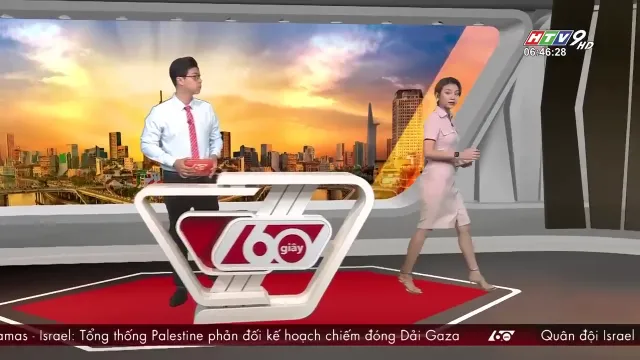 HTV9 HD
06:46:28
60 giây
amas - Israel: Tổng thống Palestine phản đối kế hoạch chiếm đóng Dải Gaza 60 Quân đội Israel